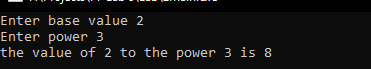 Enter base value 2
Enter power 3
the value of 2 to the power 3 is 8